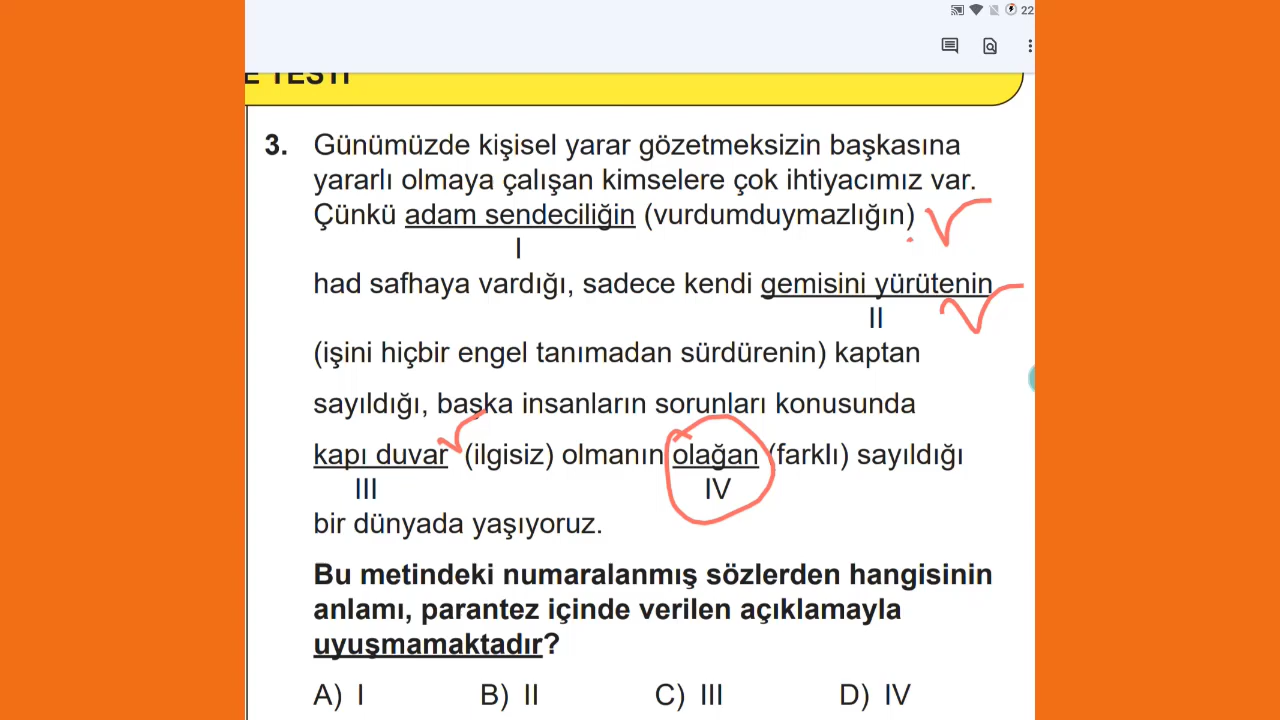 22
E TESTİ
3. Günümüzde kişisel yarar gözetmeksizin başkasına
yararlı olmaya çalışan kimselere çok ihtiyacımız var.
Çünkü adam sendeciliğin (vurdumduymazlığın)
I
had safhaya vardığı, sadece kendi gemisini yürütenin
II
(işini hiçbir engel tanımadan sürdürenin) kaptan
sayıldığı, başka insanların sorunları konusunda
kapı duvar (ilgisiz) olmanın olağan (farklı) sayıldığı
III IV
bir dünyada yaşıyoruz.
Bu metindeki numaralanmış sözlerden hangisinin
anlamı, parantez içinde verilen açıklamayla
uyuşmamaktadır?
A) I B) II C) III D) IV